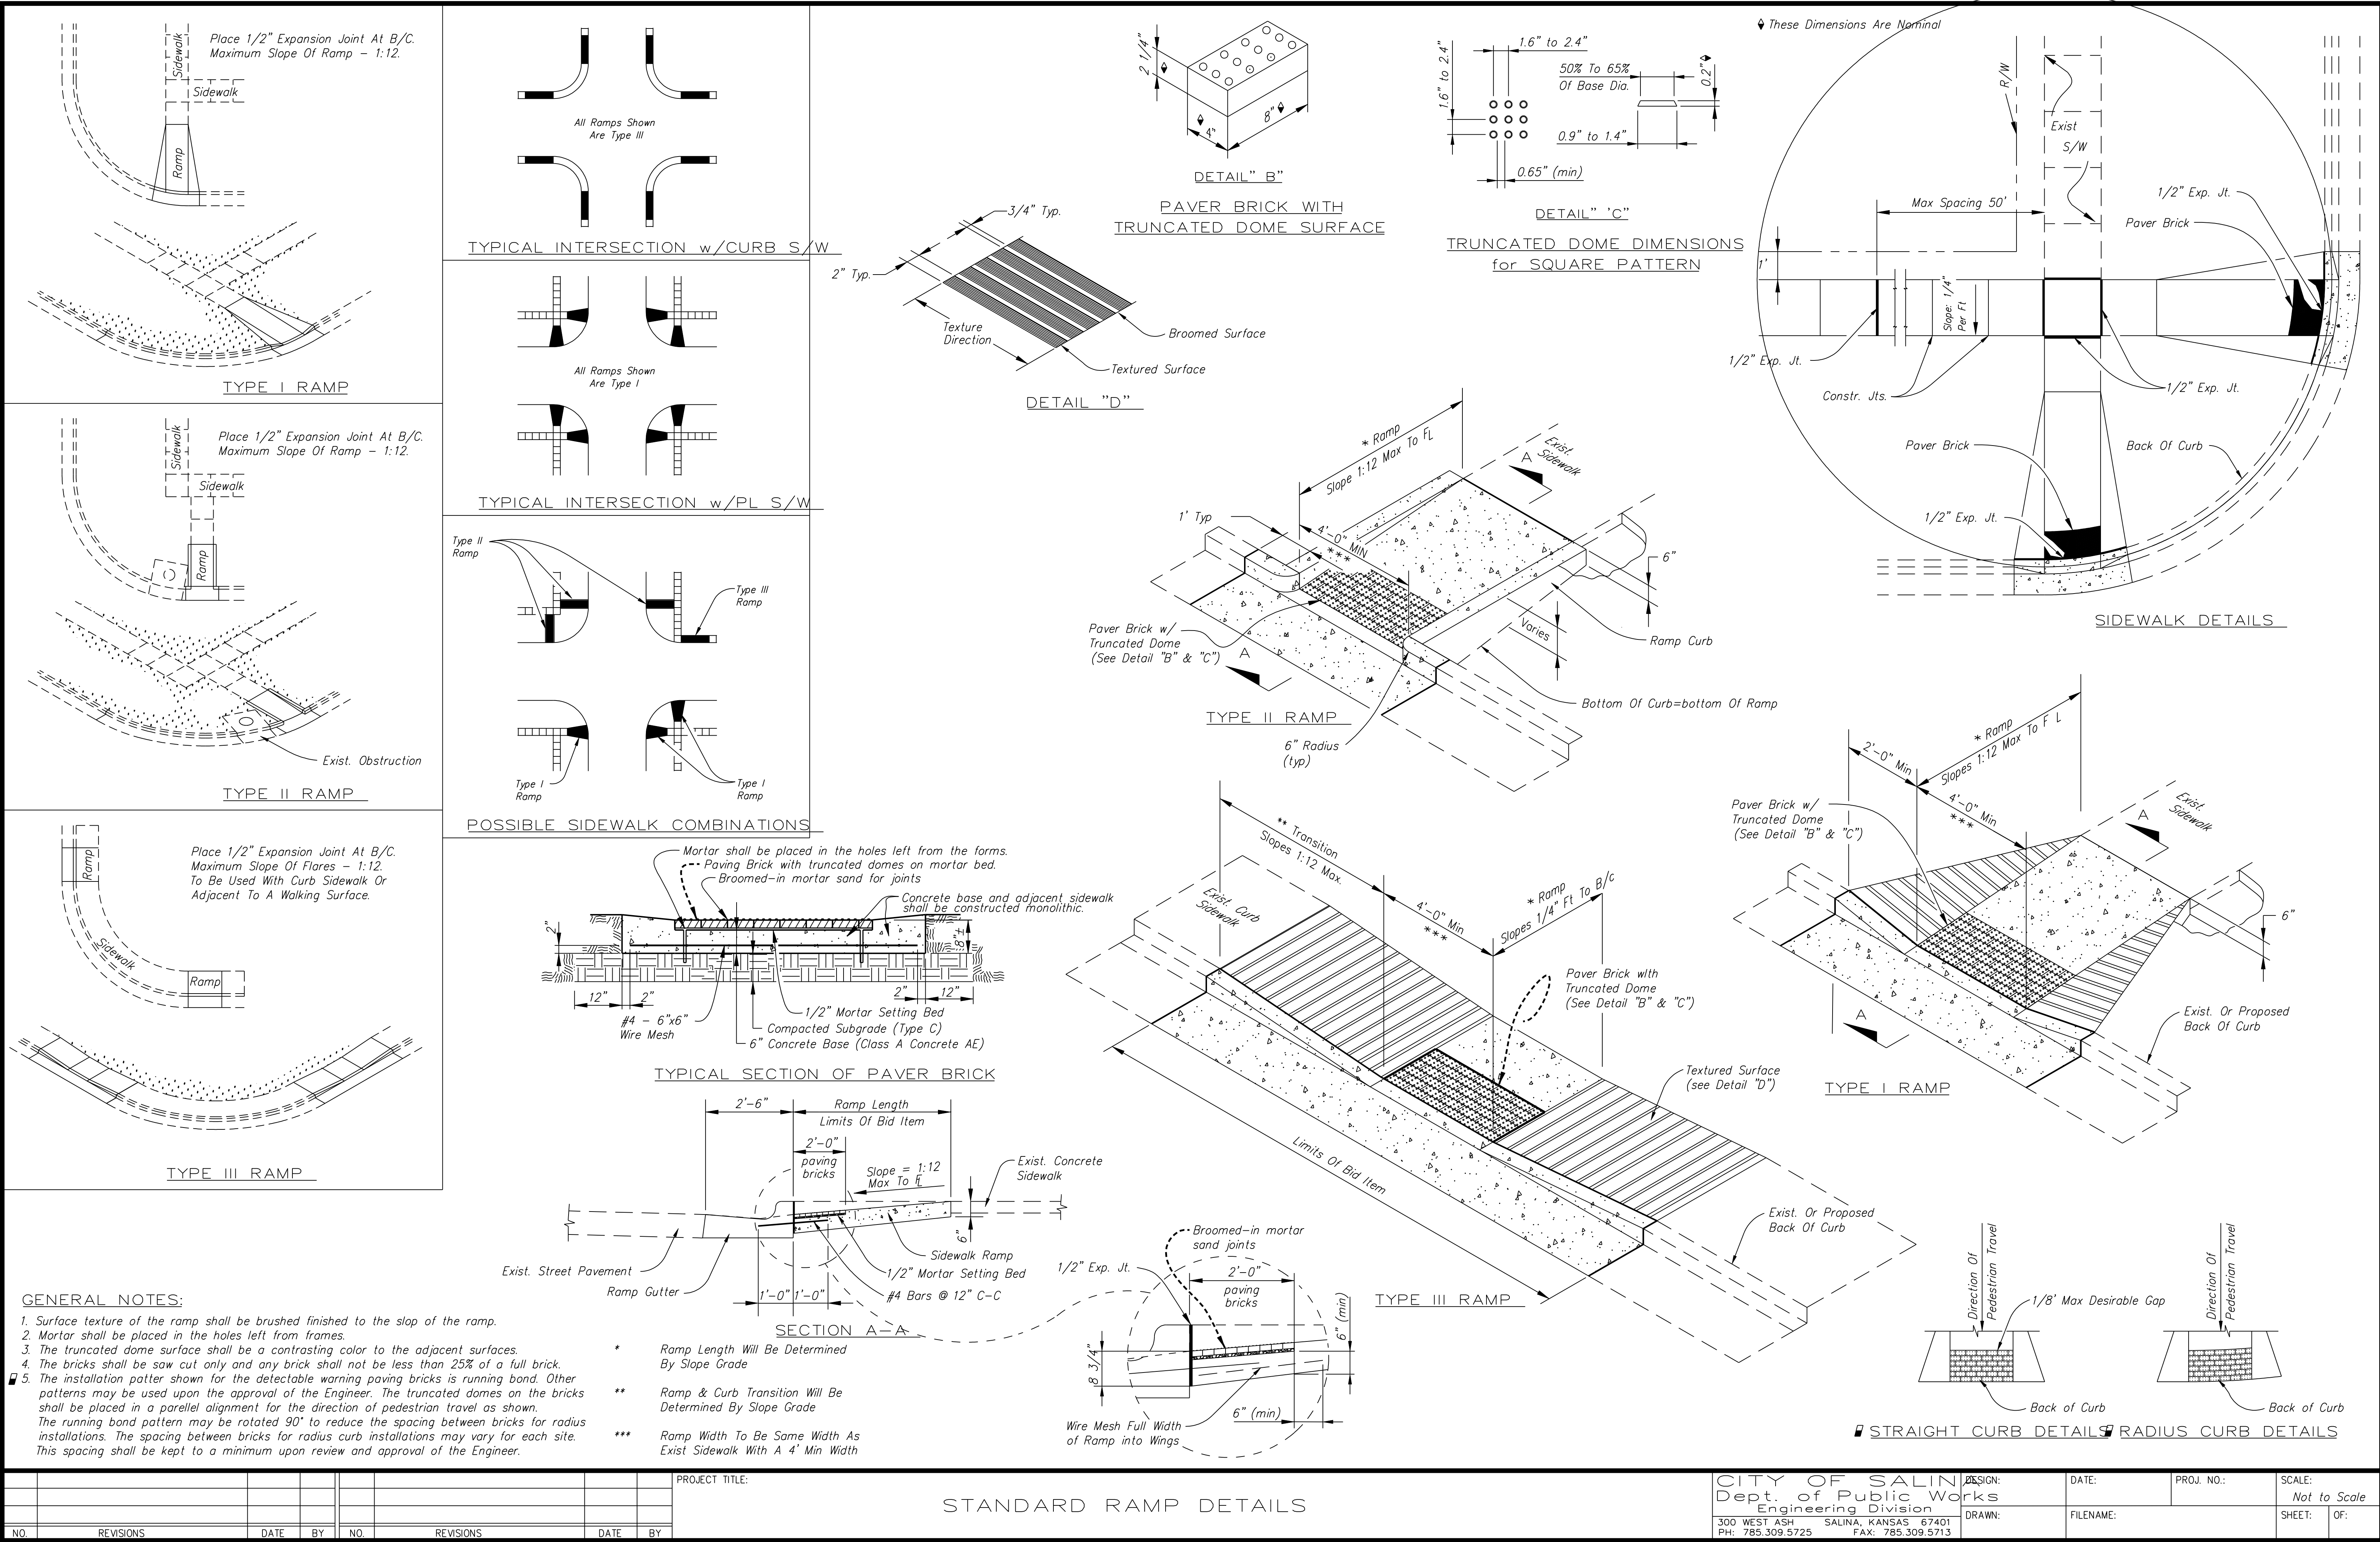 Place 1/2" Expansion Joint At B/C.
Maximum Slope Of Ramp - 1:12.
Sidewalk
Sidewalk
Ramp
TYPE I RAMP
Place 1/2" Expansion Joint At B/C.
Maximum Slope Of Ramp - 1:12.
Sidewalk
Sidewalk
Ramp
Exist. Obstruction
TYPE II RAMP
Place 1/2" Expansion Joint At B/C.
Maximum Slope Of Flares - 1:12.
To Be Used With Curb Sidewalk Or
Adjacent To A Walking Surface.
Ramp
Sidewalk
Ramp
TYPE III RAMP
All Ramps Shown
Are Type III
TYPICAL INTERSECTION w/CURB S/W
All Ramps Shown
Are Type I
TYPICAL INTERSECTION w/PL S/W
Type II
Ramp
Type III
Ramp
Type I
Ramp
Type I
Ramp
POSSIBLE SIDEWALK COMBINATIONS
2 1/4"
4"
8"
DETAIL" B"
PAVER BRICK WITH
TRUNCATED DOME SURFACE
1.6" to 2.4"
1.6" to 2.4"
0.65" (min)
50% To 65%
Of Base Dia.
0.2"
0.9" to 1.4"
DETAIL" 'C"
TRUNCATED DOME DIMENSIONS
for SQUARE PATTERN
3/4" Typ.
2" Typ.
Texture
Direction
Broomed Surface
Textured Surface
DETAIL "D"
These Dimensions Are Nominal
R/W
Exist
S/W
Max Spacing 50'
1'
1/2" Exp. Jt.
Paver Brick
Slope: 1/4"
Per Ft
1/2" Exp. Jt.
Constr. Jts.
1/2" Exp. Jt.
Paver Brick
Back Of Curb
1/2" Exp. Jt.
SIDEWALK DETAILS
* Ramp
Slope 1:12 Max To FL
Exist.
Sidewalk
A
1' Typ
4'-0" MIN
***
6"
Varies
Ramp Curb
Paver Brick w/
Truncated Dome
(See Detail "B" & "C")
A
Bottom Of Curb=bottom Of Ramp
TYPE II RAMP
6" Radius
(typ)
* Ramp
Slopes 1:12 Max To F L
2'-0" Min
4'-0" Min
***
Exist.
Sidewalk
A
Paver Brick w/
Truncated Dome
(See Detail "B" & "C")
6"
A
Exist. Or Proposed
Back Of Curb
TYPE I RAMP
** Transition
Slopes 1:12 Max.
Exist. Curb
Sidewalk
4'-0" Min
***
* Ramp
Slopes 1/4" Ft To B/c
Paver Brick wIth
Truncated Dome
(See Detail "B" & "C")
Textured Surface
(see Detail "D")
Limits Of Bid Item
Exist. Or Proposed
Back Of Curb
TYPE III RAMP
Mortar shall be placed in the holes left from the forms.
Paving Brick with truncated domes on mortar bed.
Broomed-in mortar sand for joints
Concrete base and adjacent sidewalk
shall be constructed monolithic.
2"
8"±
12"
2"
2"
12"
#4 - 6"x6"
Wire Mesh
1/2" Mortar Setting Bed
Compacted Subgrade (Type C)
6" Concrete Base (Class A Concrete AE)
TYPICAL SECTION OF PAVER BRICK
2'-6"
Ramp Length
Limits Of Bid Item
2'-0"
paving
bricks
Slope = 1:12
Max To FL
Exist. Concrete
Sidewalk
6"
Sidewalk Ramp
1/2" Mortar Setting Bed
#4 Bars @ 12" C-C
Exist. Street Pavement
Ramp Gutter
1'-0"
1'-0"
SECTION A-A
Broomed-in mortar
sand joints
1/2" Exp. Jt.
2'-0"
paving
bricks
6" (min)
8 3/4"
6" (min)
Wire Mesh Full Width
of Ramp into Wings
Direction Of
Pedestrian Travel
1/8' Max Desirable Gap
Back of Curb
STRAIGHT CURB DETAILS
Direction Of
Pedestrian Travel
Back of Curb
RADIUS CURB DETAILS
GENERAL NOTES:
1. Surface texture of the ramp shall be brushed finished to the slop of the ramp.
2. Mortar shall be placed in the holes left from frames.
3. The truncated dome surface shall be a contrasting color to the adjacent surfaces.
4. The bricks shall be saw cut only and any brick shall not be less than 25% of a full brick.
5. The installation patter shown for the detectable warning paving bricks is running bond. Other
patterns may be used upon the approval of the Engineer. The truncated domes on the bricks
shall be placed in a parellel alignment for the direction of pedestrian travel as shown.
The running bond pattern may be rotated 90° to reduce the spacing between bricks for radius
installations. The spacing between bricks for radius curb installations may vary for each site.
This spacing shall be kept to a minimum upon review and approval of the Engineer.
* Ramp Length Will Be Determined
By Slope Grade
** Ramp & Curb Transition Will Be
Determined By Slope Grade
*** Ramp Width To Be Same Width As
Exist Sidewalk With A 4' Min Width
NO. REVISIONS DATE BY NO. REVISIONS DATE BY
PROJECT TITLE:
STANDARD RAMP DETAILS
CITY OF SALINA
Dept. of Public Works
Engineering Division
300 WEST ASH SALINA, KANSAS 67401
PH: 785.309.5725 FAX: 785.309.5713
DESIGN:
DATE:
PROJ. NO.:
SCALE:
Not to Scale
DRAWN:
FILENAME:
SHEET:
OF: